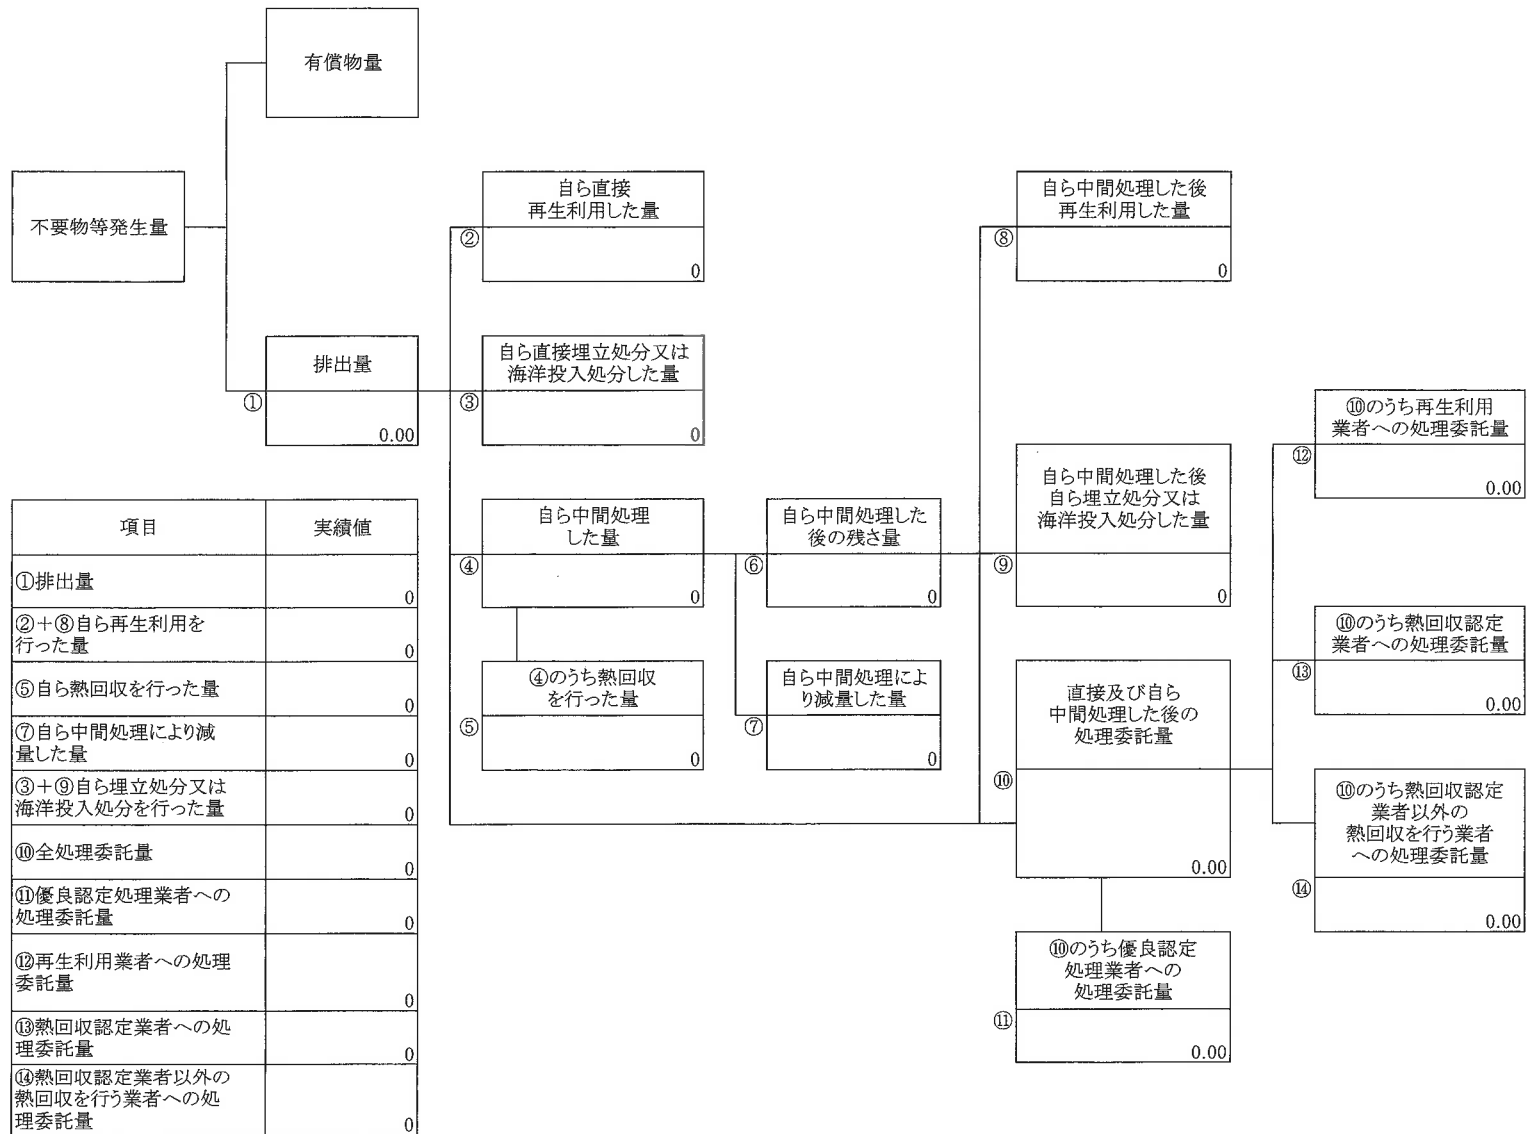 有償物量
不要物等発生量
排出量
①
0.00
自ら直接
再生利用した量
②
0
自ら直接埋立処分又は
海洋投入処分した量
③
0
自ら中間処理
した量
④
0
④のうち熱回収
を行った量
⑤
0
自ら中間処理した
後の残さ量
⑥
0
自ら中間処理によ
り減量した量
⑦
0
自ら中間処理した後
再生利用した量
⑧
0
自ら中間処理した後
自ら埋立処分又は
海洋投入処分した量
⑨
0
直接及び自ら
中間処理した後の
処理委託量
⑩
0.00
⑩のうち優良認定
処理業者への
処理委託量
⑪
0.00
⑩のうち再生利用
業者への処理委託量
⑫
0.00
⑩のうち熱回収認定
業者への処理委託量
⑬
0.00
⑩のうち熱回収認定
業者以外の
熱回収を行う業者
への処理委託量
⑭
0.00
項目 実績値
①排出量
0
②+⑧自ら再生利用を
行った量
0
⑤自ら熱回収を行った量
0
⑦自ら中間処理により減
量した量
0
③+⑨自ら埋立処分又は
海洋投入処分を行った量
0
⑩全処理委託量
0
⑪優良認定処理業者への
処理委託量
0
⑫再生利用業者への処理
委託量
0
⑬熱回収認定業者への処
理委託量
0
⑭熱回収認定業者以外の
熱回収を行う業者への処
理委託量
0